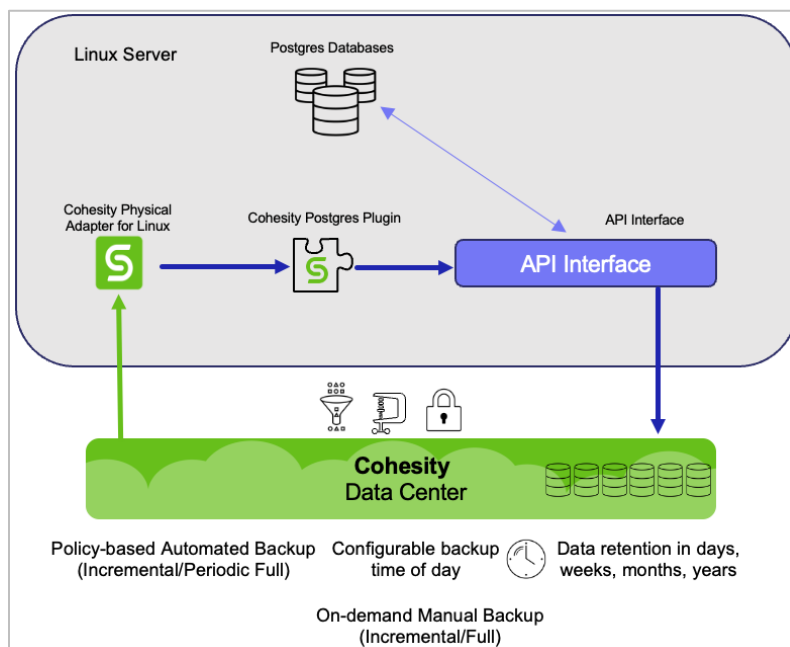 Linux Server
Postgres Databases
Cohesity Physical
Adapter for Linux
Cohesity Postgres Plugin
API Interface
API Interface
Cohesity
Data Center
Policy-based Automated Backup
(Incremental/Periodic Full)
Configurable backup
time of day
Data retention in days,
weeks, months, years
On-demand Manual Backup
(Incremental/Full)